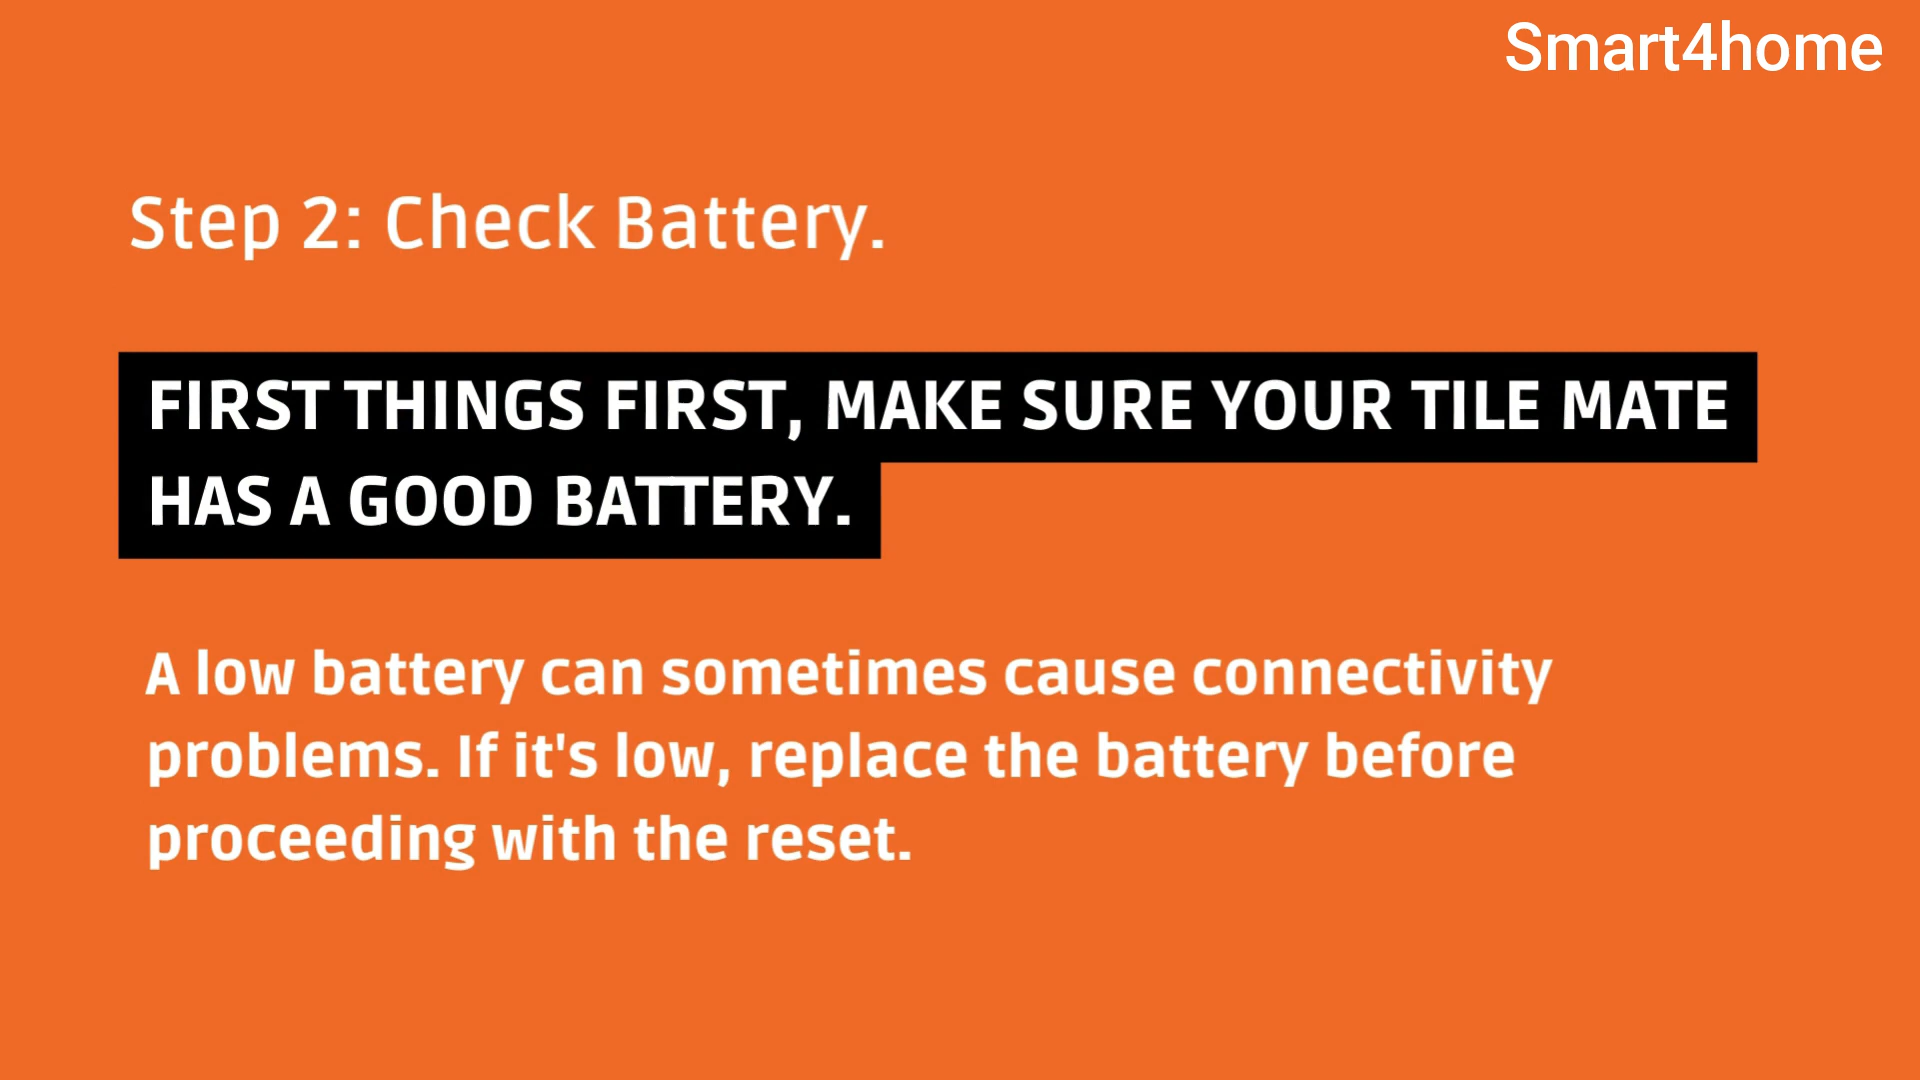 Smart4home
Step 2: Check Battery.
FIRST THINGS FIRST, MAKE SURE YOUR TILE MATE
HAS A GOOD BATTERY.
A low battery can sometimes cause connectivity
problems. If it's low, replace the battery before
proceeding with the reset.